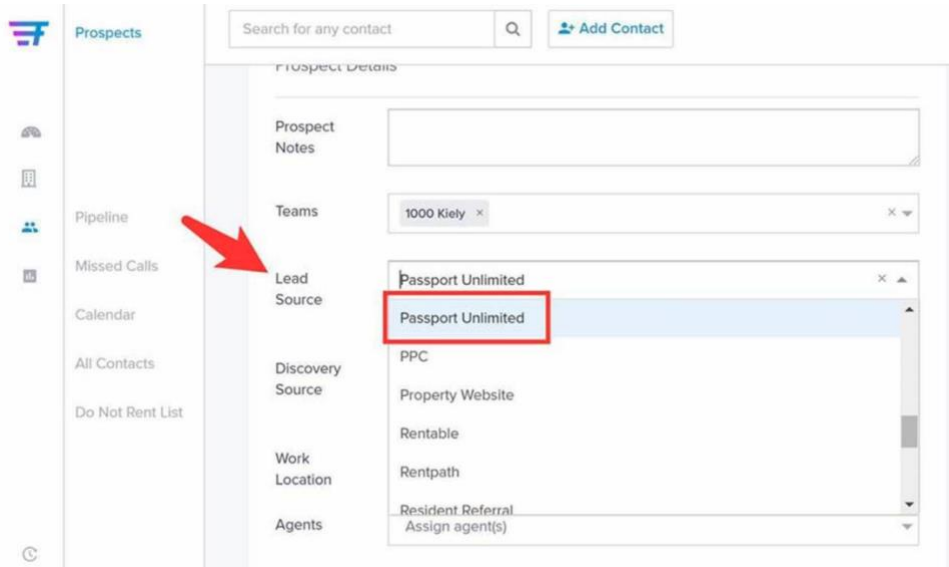 Prospects
Search for any contact
Add Contact
Prospect Details
Prospect
Notes
Teams
1000 Kiely ×
Pipeline
Missed Calls
Calendar
All Contacts
Do Not Rent List
Lead
Source
Passport Unlimited
Passport Unlimited
PPC
Property Website
Rentable
Rentpath
Resident Referral
Discovery
Source
Work
Location
Agents
Assign agent(s)